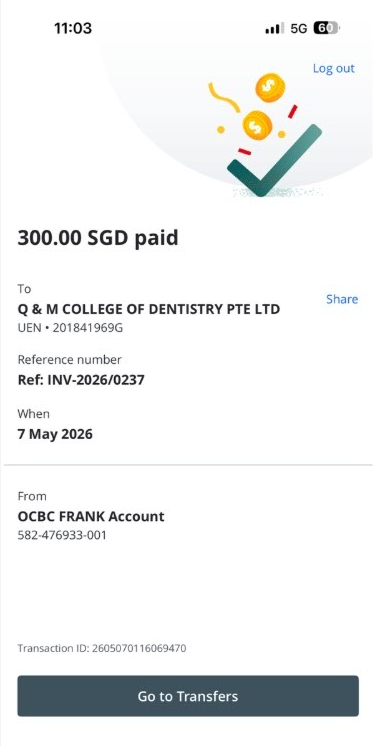 11:03
5G 60
Log out
300.00 SGD paid
To
Q & M COLLEGE OF DENTISTRY PTE LTD
Share
UEN • 201841969G
Reference number
Ref: INV-2026/0237
When
7 May 2026
From
OCBC FRANK Account
582-476933-001
Transaction ID: 2605070116069470
Go to Transfers